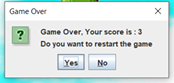 Game Over
Game Over, Your score is : 3
Do you want to restart the game
Yes No